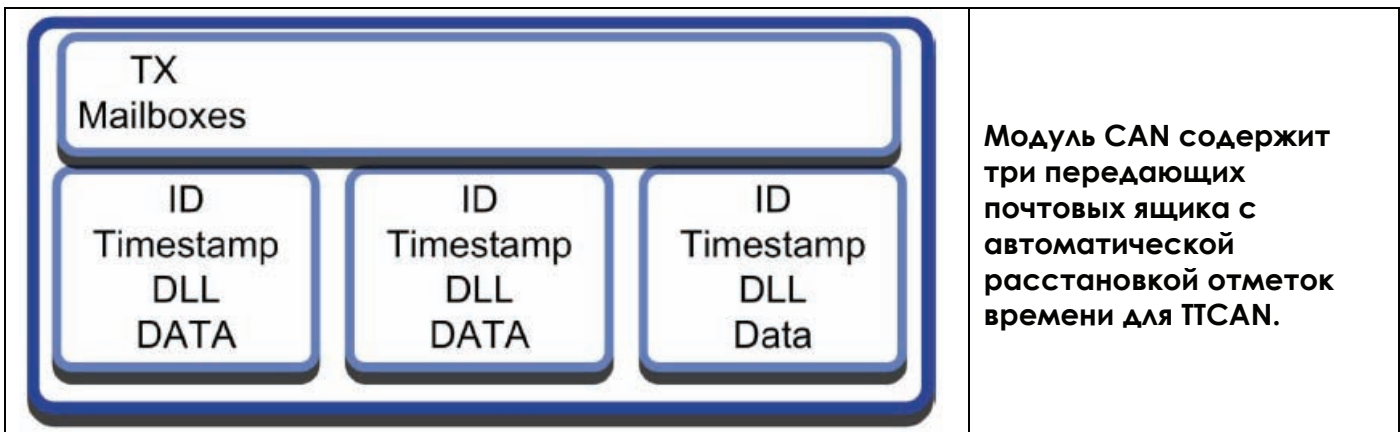 TX
Mailboxes
ID
Timestamp
DLL
DATA
ID
Timestamp
DLL
DATA
ID
Timestamp
DLL
Data
Модуль CAN содержит
три передающих
почтовых ящика с
автоматической
расстановкой отметок
времени для TTCAN.